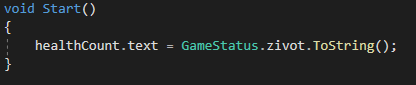 void Start()
{
    healthCount.text = GameStatus.zivot.ToString();
}